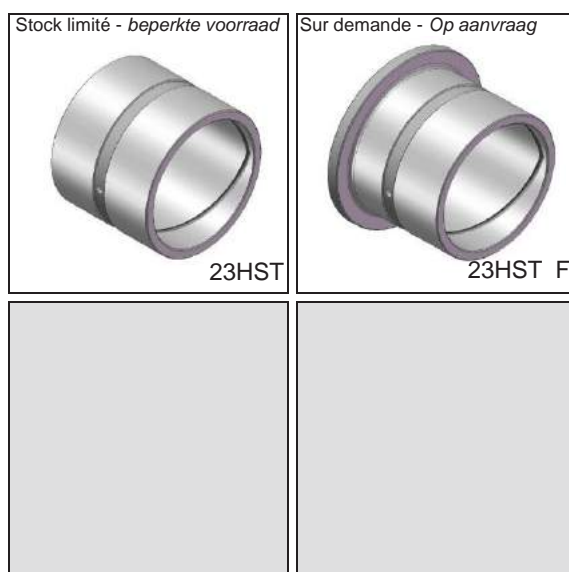 Stock limité - beperkte voorraad
Sur demande - Op aanvraag
23HST
23HST F